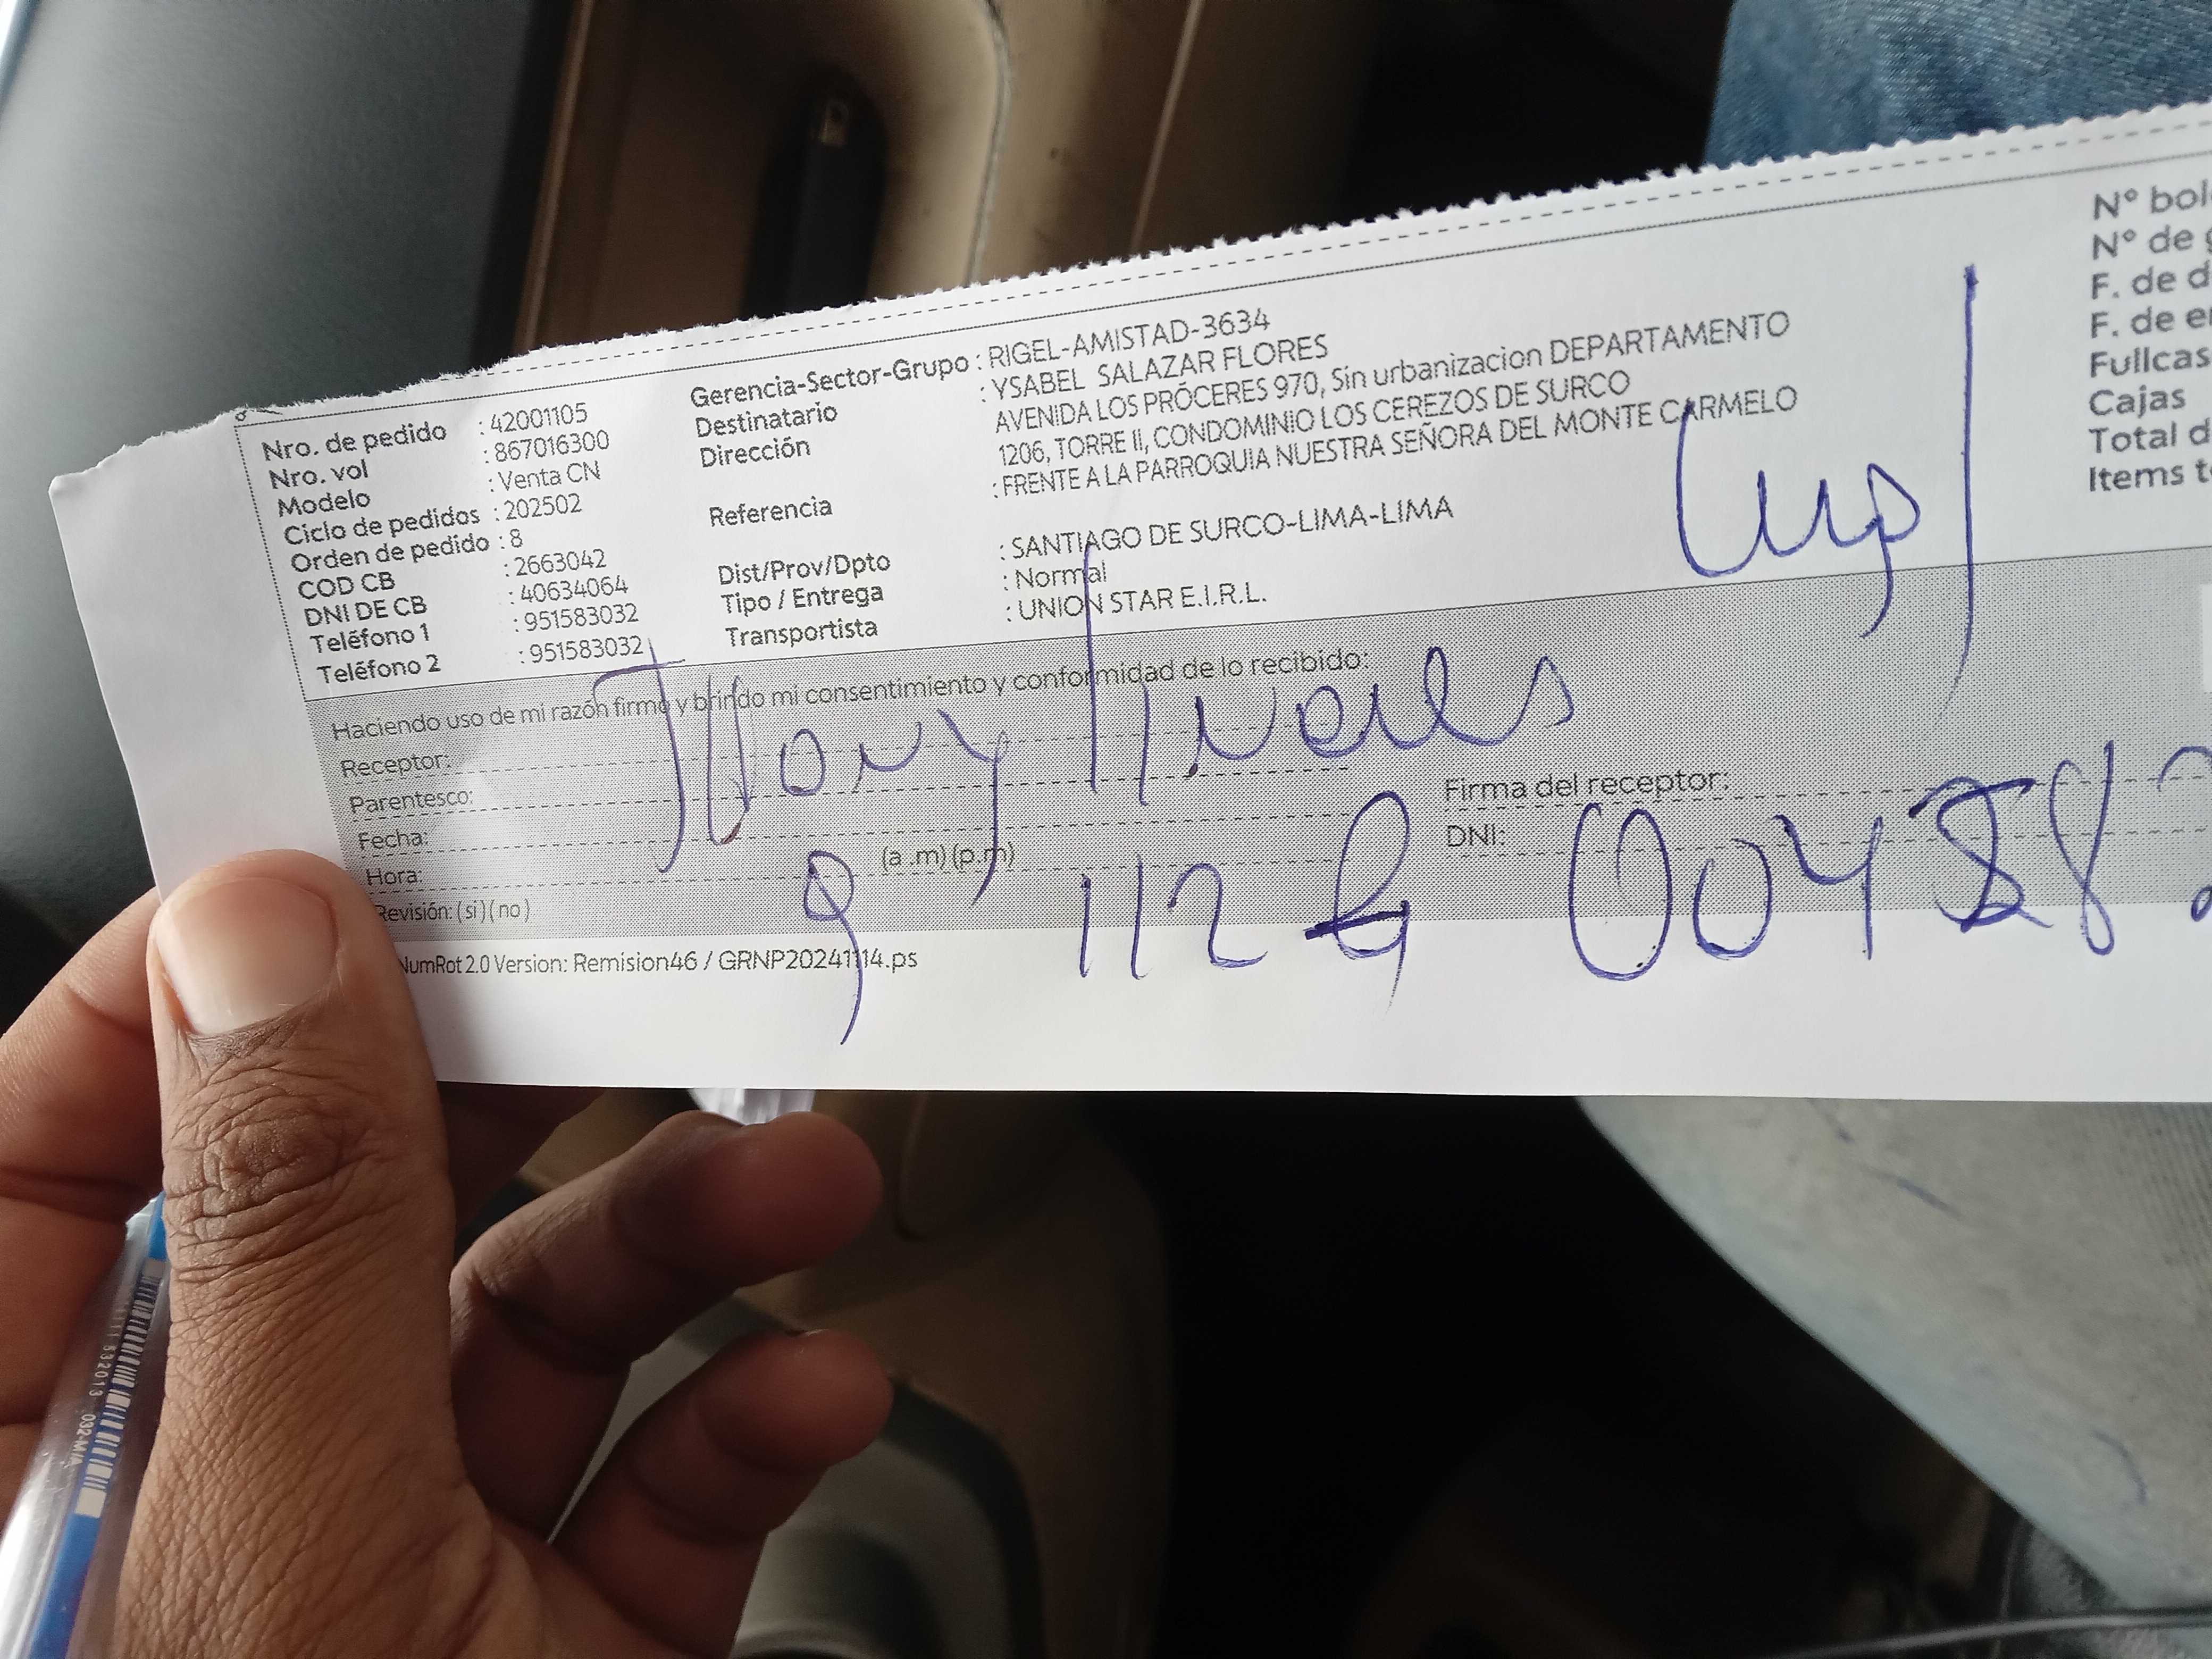 Nro. de pedido : 42001105
Nro. vol : 867016300
Modelo : Venta CN
Ciclo de pedidos : 202502
Orden de pedido : 8
COD CB : 2663042
DNI DE CB : 40634064
Teléfono 1 : 951583032
Teléfono 2 : 951583032
Gerencia-Sector-Grupo : RIGEL-AMISTAD-3634
Destinatario : YSABEL SALAZAR FLORES
Dirección AVENIDA LOS PRÓCERES 970, Sin urbanizacion DEPARTAMENTO
1206, TORRE II, CONDOMINIO LOS CEREZOS DE SURCO
Referencia : FRENTE A LA PARROQUIA NUESTRA SEÑORA DEL MONTE CARMELO
Dist/Prov/Dpto : SANTIAGO DE SURCO-LIMA-LIMA
Tipo / Entrega : Normal
Transportista : UNION STAR E.I.R.L.
Nº bol
Nº de
F. de d
F. de
Fullcas
Cajas
Total d
Items t
Haciendo uso de mi razón firmo y brindo mi consentimiento y conformidad de lo recibido:
Receptor:
Parentesco:
Fecha:
Hora: (a .m) (p.m)
Revisión: ( si ) ( no )
Firma del receptor:
DNI:
NumRot 2.0 Version: Remision46 / GRNP20241114.ps
032-M/A